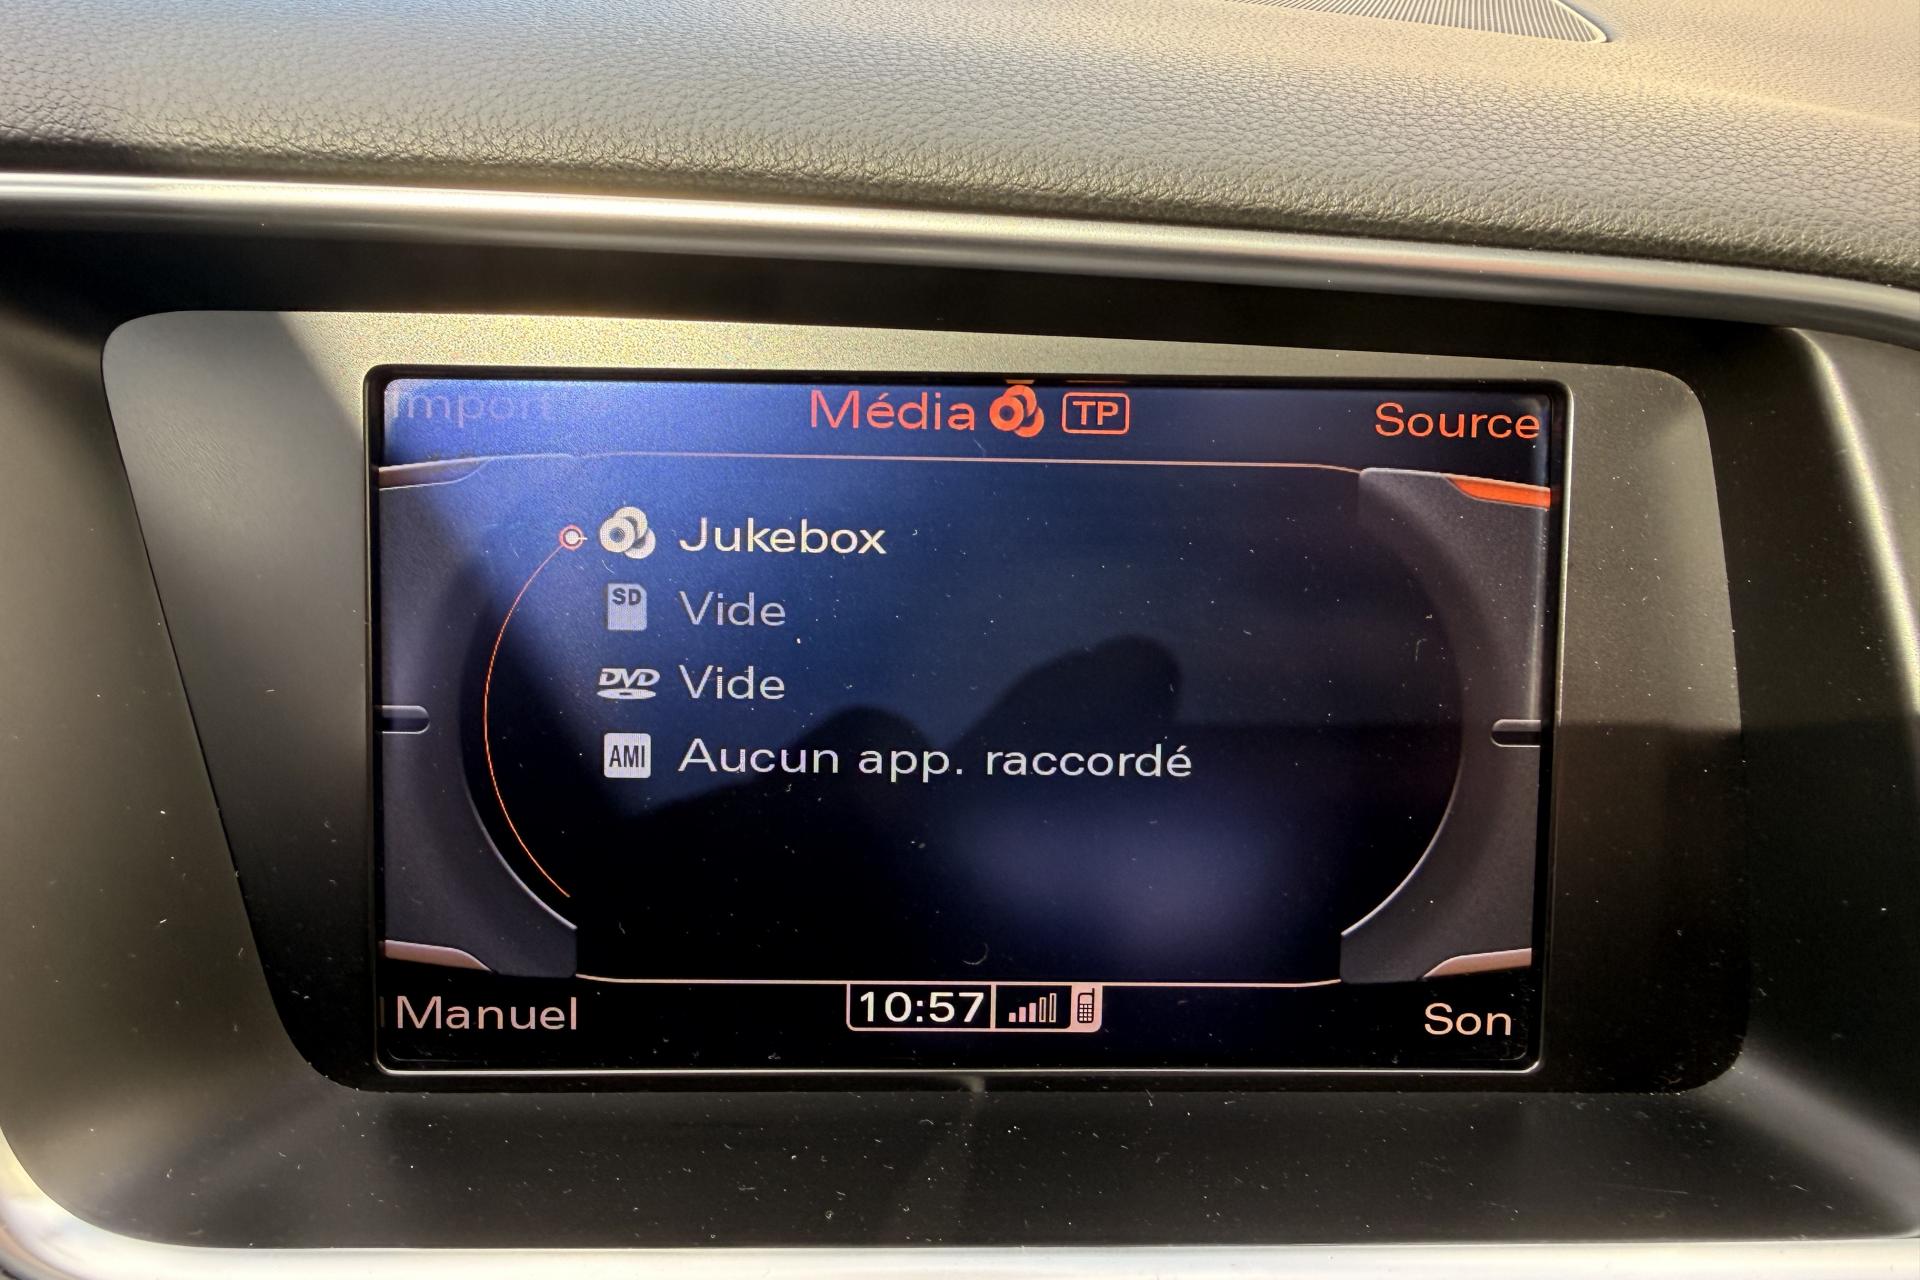 Import
Média TP
Source
Jukebox
SD Vide
DVD Vide
AMI Aucun app. raccordé
Manuel
10:57
Son